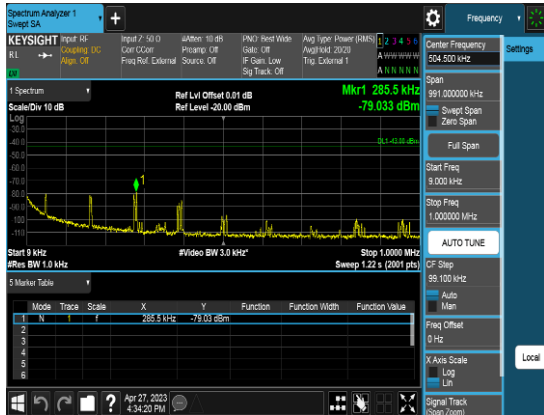 Spectrum Analyzer 1
Swept SA
+
Frequency
KEYSIGHT Input: RF Input Z: 50 Ω #Atten: 10 dB PNO: Best Wide Avg Type: Power (RMS) 1 2 3 4 5 6
RL Coupling: DC Corr CCorr Preamp: Off Gate: Off Avg|Hold: 20/20
Align: Off Freq Ref: External Source: Off IF Gain: Low Trig: External 1
Sig Track: Off
A N N N N N
LXI
1 Spectrum
Scale/Div 10 dB
Ref Lvl Offset 0.01 dB
Ref Level -20.00 dBm
Mkr1 285.5 kHz
-79.033 dBm
Log
-30.0
-40.0
-50.0
-60.0
-70.0
-80.0
-90.0
-100
-110
1
DL1 -43.00 dBm
Start 9 kHz #Video BW 3.0 kHz* Stop 1.0000 MHz
#Res BW 1.0 kHz Sweep 1.22 s (2001 pts)
5 Marker Table
Mode Trace Scale X Y Function Function Width Function Value
1 N 1 f 285.5 kHz -79.03 dBm
2
3
4
5
6
Apr 27, 2023
4:34:20 PM
?
Center Frequency
504.500 kHz
Span
991.000000 kHz
Swept Span
Zero Span
Full Span
Start Freq
9.000 kHz
Stop Freq
1.000000 MHz
AUTO TUNE
CF Step
99.100 kHz
Auto
Man
Freq Offset
0 Hz
X Axis Scale
Log
Lin
Signal Track
(Span Zoom)
Settings
Local